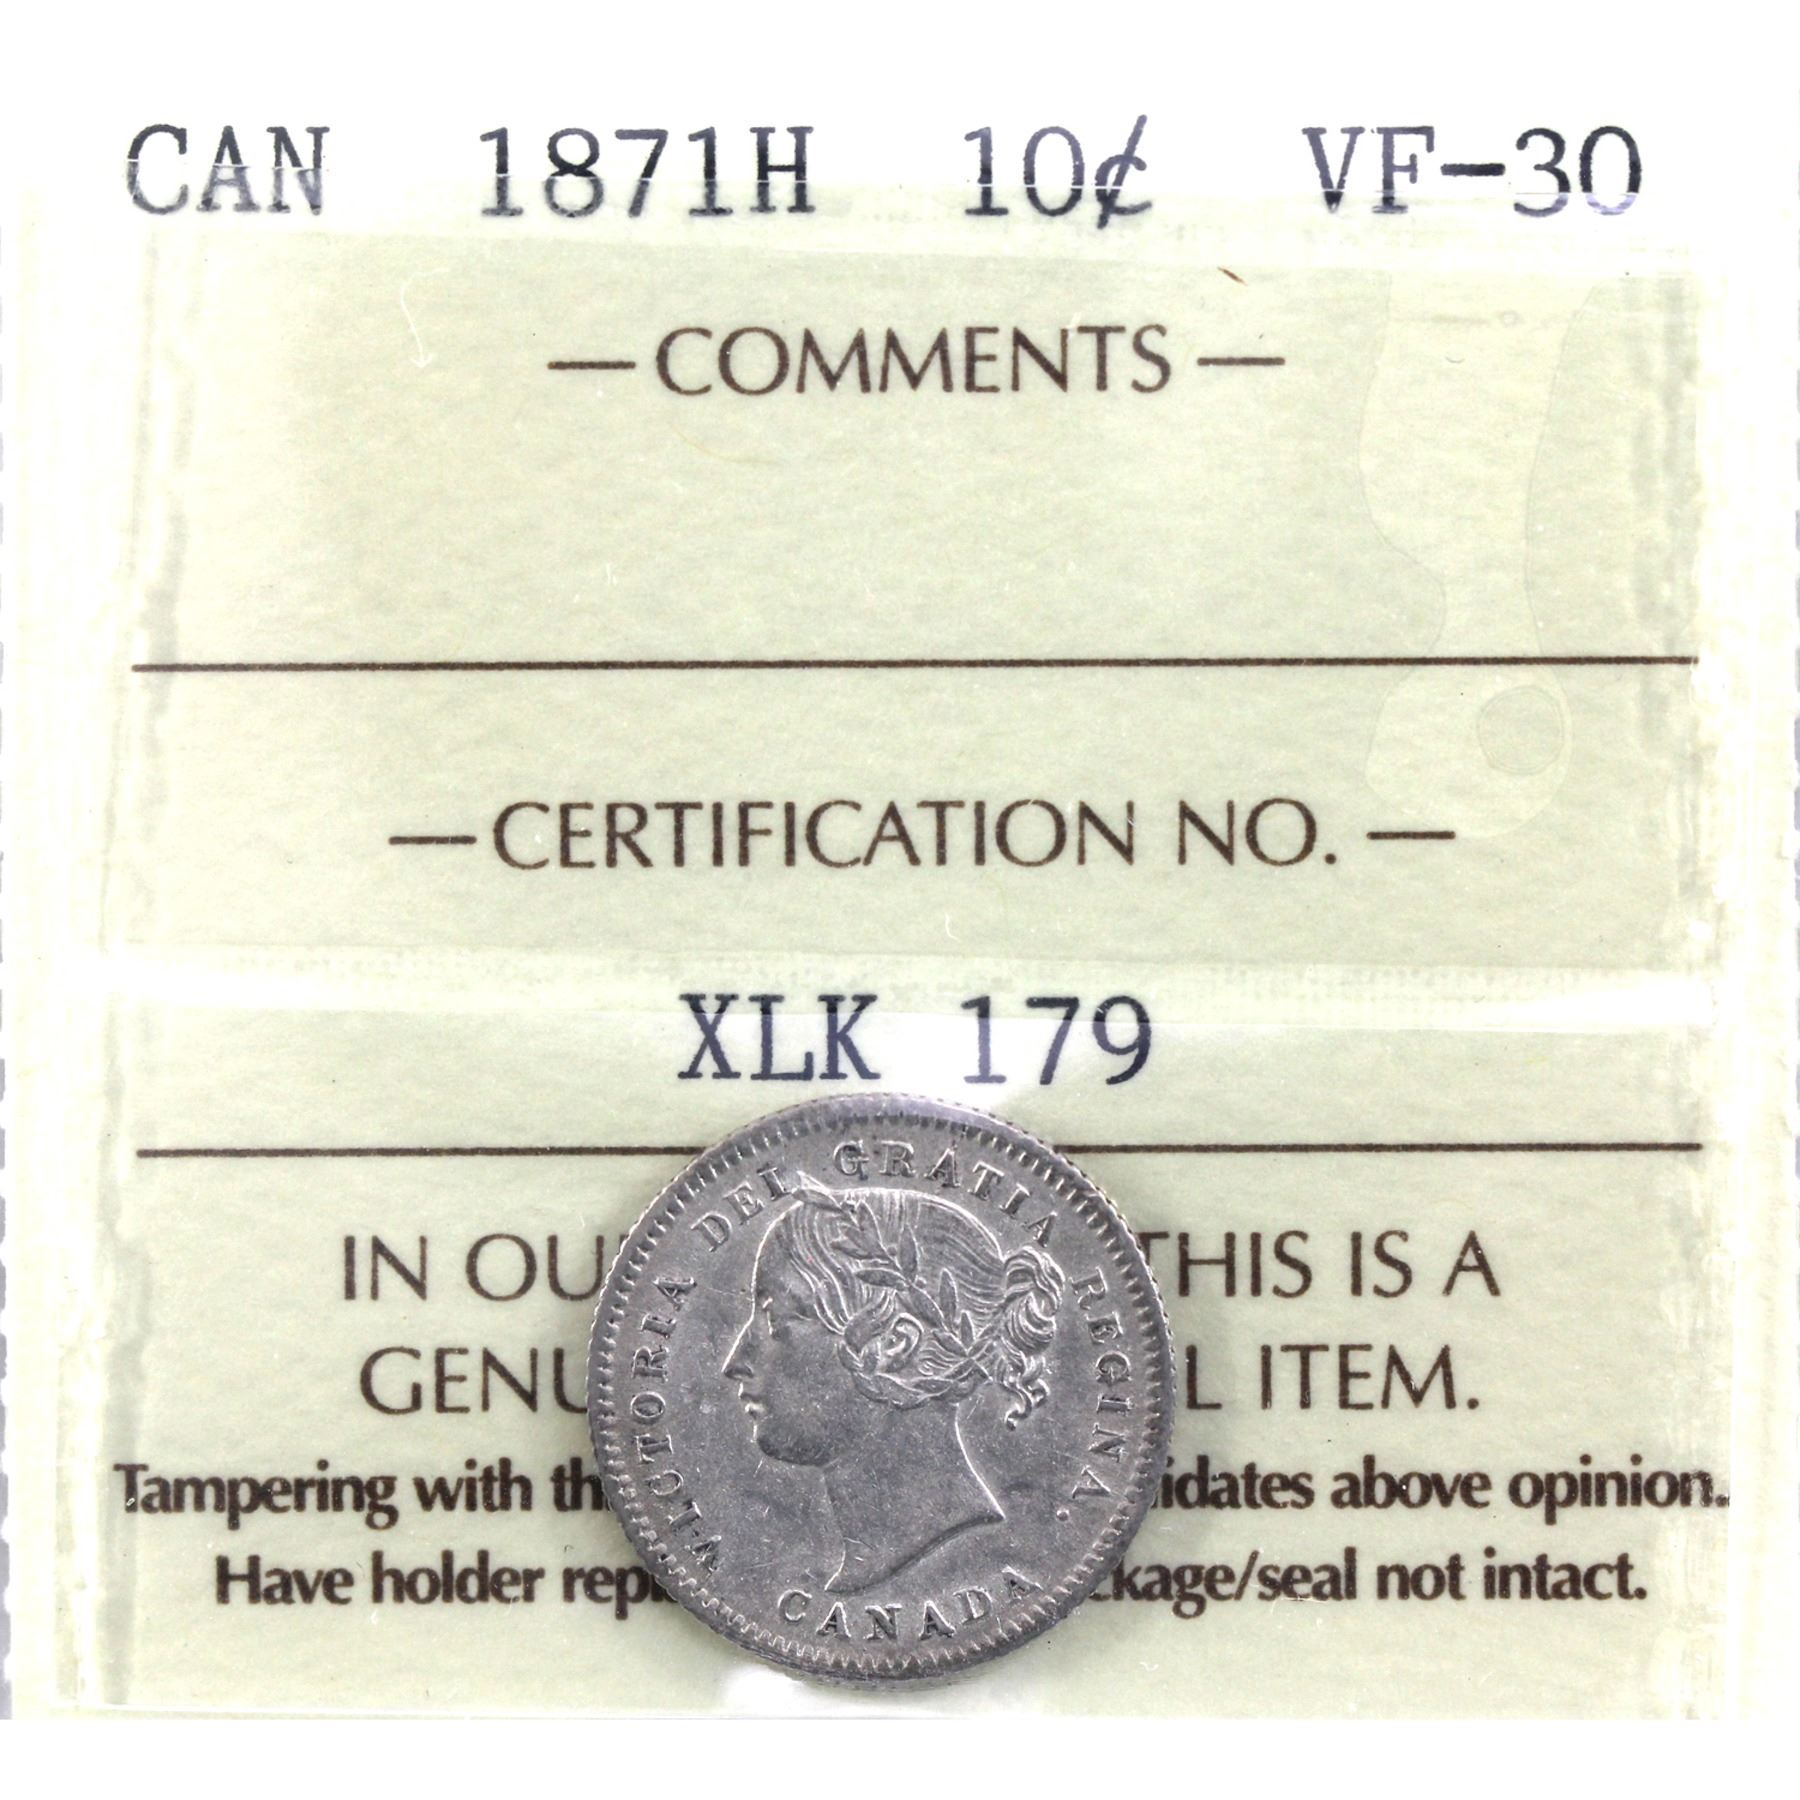 CAN 1871H 10¢ VF-30
— COMMENTS —
— CERTIFICATION NO. —
XLK 179
VICTORIA DEI GRATIA REGINA.
CANADA
IN OU THIS IS A
GENU L ITEM.
Tampering with th idates above opinion.
Have holder repl ckage/seal not intact.